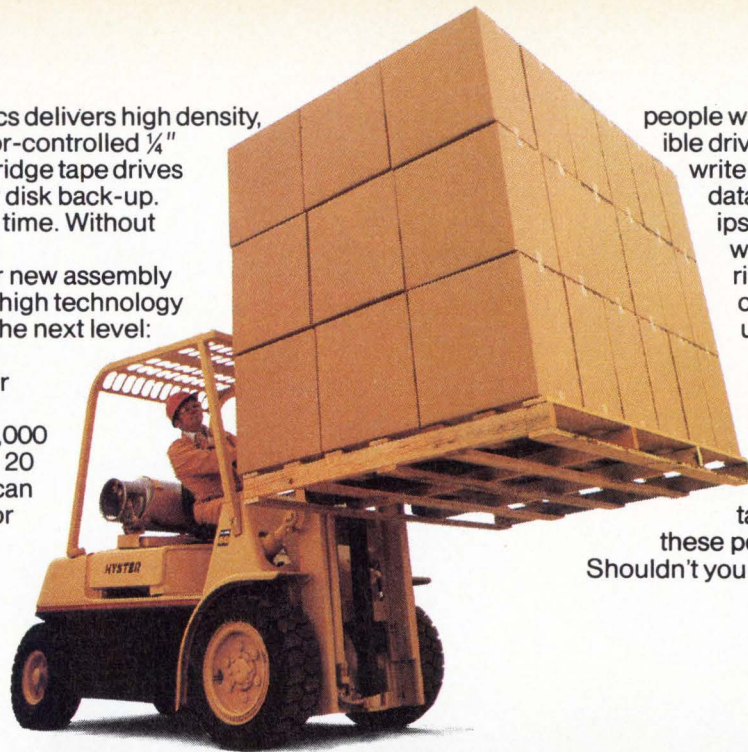 cs delivers high density,
or-controlled ¼"
ridge tape drives
disk back-up.
time. Without
r new assembly
high technology
he next level:
r
,000
20
can
or
HYSTER
people w
ible driv
write
data
ips
w
ri
c
u
ta
these po
Shouldn't you